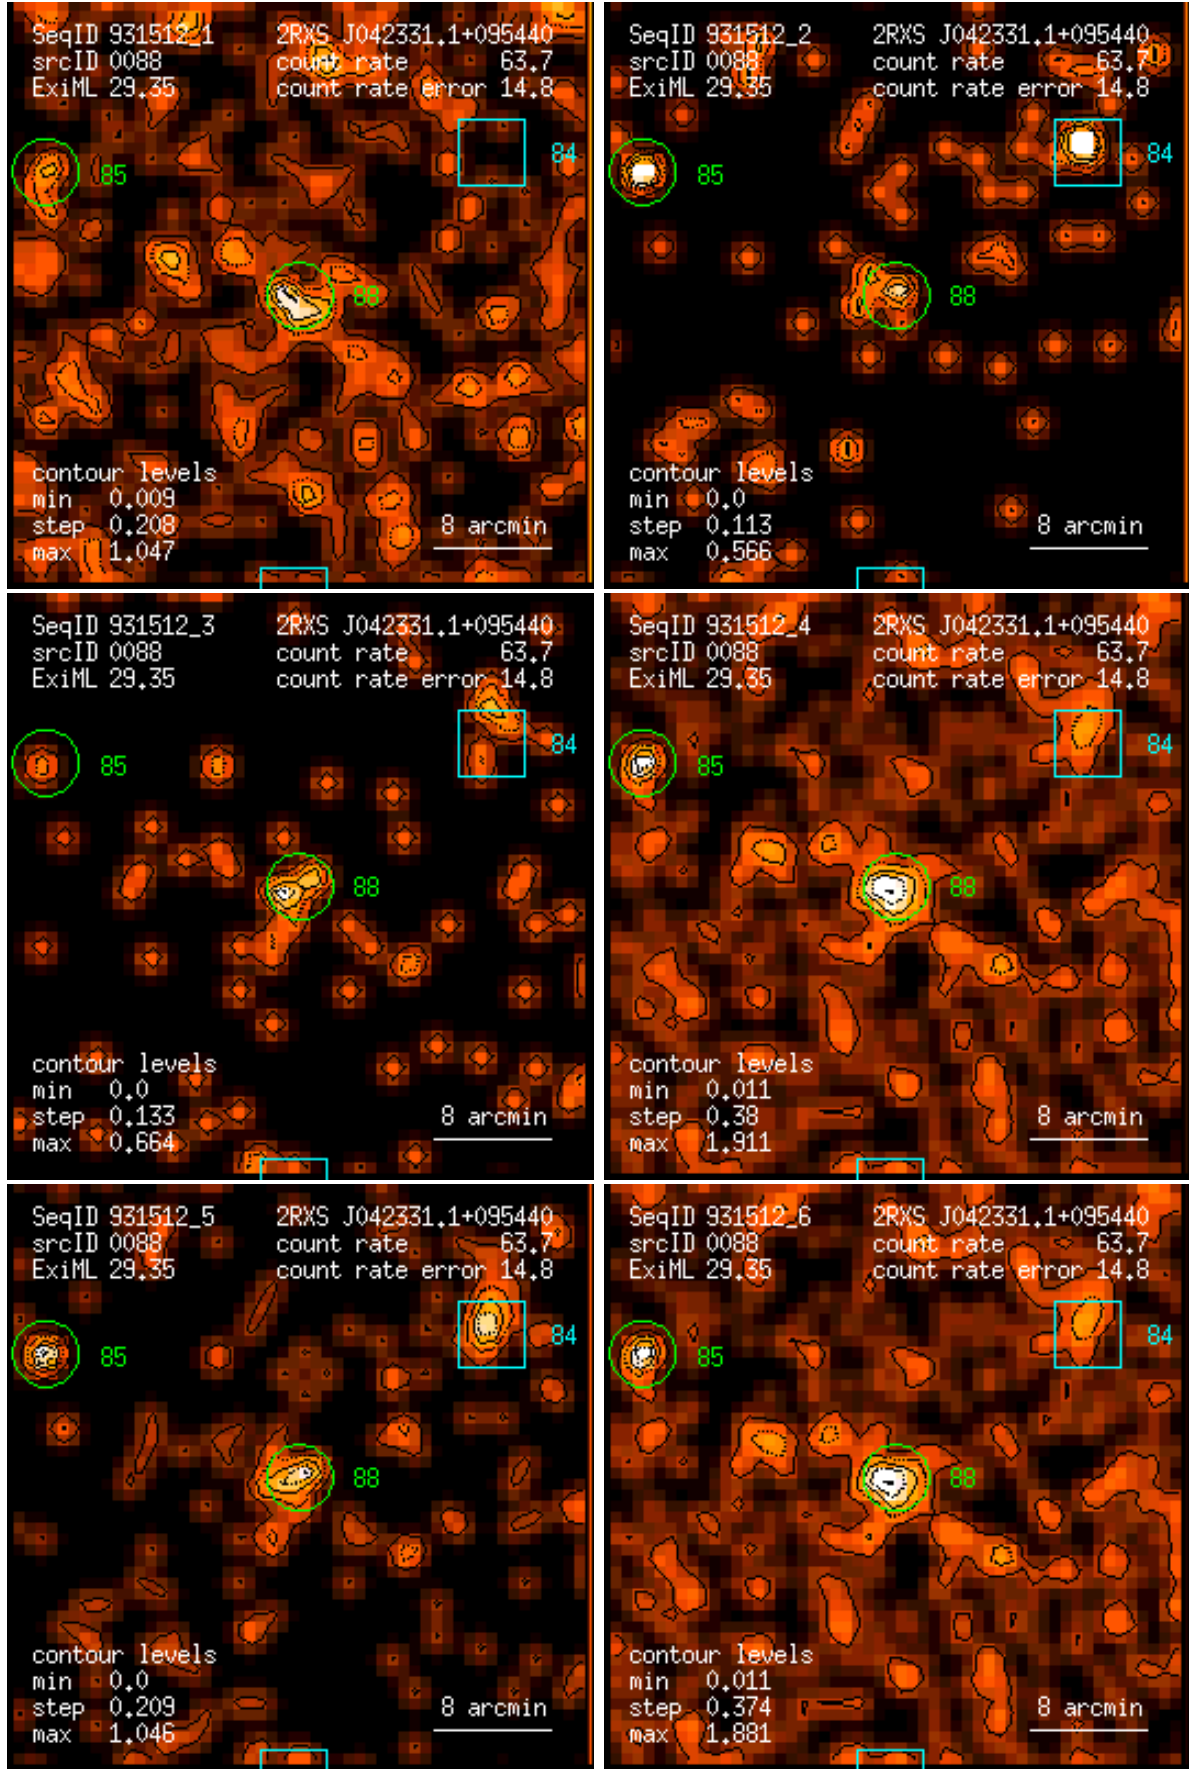 SeqID 931512_1 2RXS J042331.1+095440
srcID 0088 count rate 63.7
ExiML 29.35 count rate error 14.8
84
85
88
contour levels
min 0.009
step 0.208 8 arcmin
max 1.047
SeqID 931512_2 2RXS J042331.1+095440
srcID 0088 count rate 63.7
ExiML 29.35 count rate error 14.8
84
85
88
contour levels
min 0.0
step 0.113 8 arcmin
max 0.566
SeqID 931512_3 2RXS J042331.1+095440
srcID 0088 count rate 63.7
ExiML 29.35 count rate error 14.8
84
85
88
contour levels
min 0.0
step 0.133 8 arcmin
max 0.664
SeqID 931512_4 2RXS J042331.1+095440
srcID 0088 count rate 63.7
ExiML 29.35 count rate error 14.8
84
85
88
contour levels
min 0.011
step 0.38 8 arcmin
max 1.911
SeqID 931512_5 2RXS J042331.1+095440
srcID 0088 count rate 63.7
ExiML 29.35 count rate error 14.8
84
85
88
contour levels
min 0.0
step 0.209 8 arcmin
max 1.046
SeqID 931512_6 2RXS J042331.1+095440
srcID 0088 count rate 63.7
ExiML 29.35 count rate error 14.8
84
85
88
contour levels
min 0.011
step 0.374 8 arcmin
max 1.881